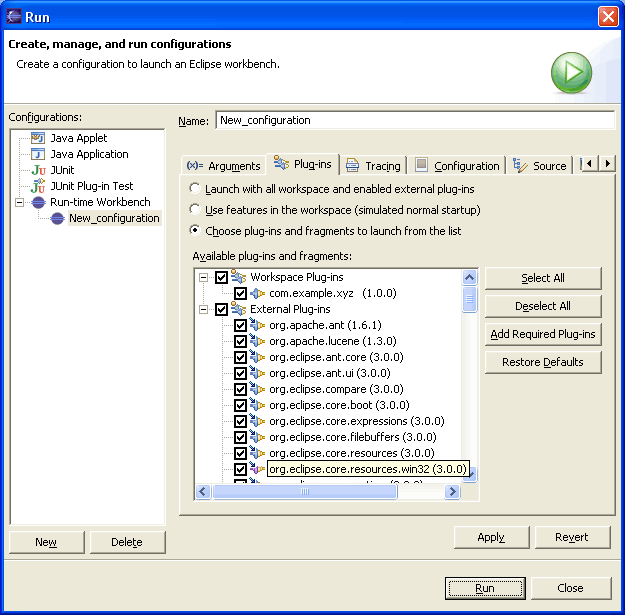 Run
Create, manage, and run configurations
Create a configuration to launch an Eclipse workbench.
Configurations:
Java Applet
Java Application
JUnit
JUnit Plug-in Test
Run-time Workbench
New_configuration
New
Delete
Name: New_configuration
(x)= Arguments Plug-ins Tracing Configuration Source
Launch with all workspace and enabled external plug-ins
Use features in the workspace (simulated normal startup)
Choose plug-ins and fragments to launch from the list
Available plug-ins and fragments:
Workspace Plug-ins
com.example.xyz (1.0.0)
External Plug-ins
org.apache.ant (1.6.1)
org.apache.lucene (1.3.0)
org.eclipse.ant.core (3.0.0)
org.eclipse.ant.ui (3.0.0)
org.eclipse.compare (3.0.0)
org.eclipse.core.boot (3.0.0)
org.eclipse.core.expressions (3.0.0)
org.eclipse.core.filebuffers (3.0.0)
org.eclipse.core.resources (3.0.0)
org.eclipse.core.resources.win32 (3.0.0)
Select All
Deselect All
Add Required Plug-ins
Restore Defaults
Apply
Revert
Run
Close